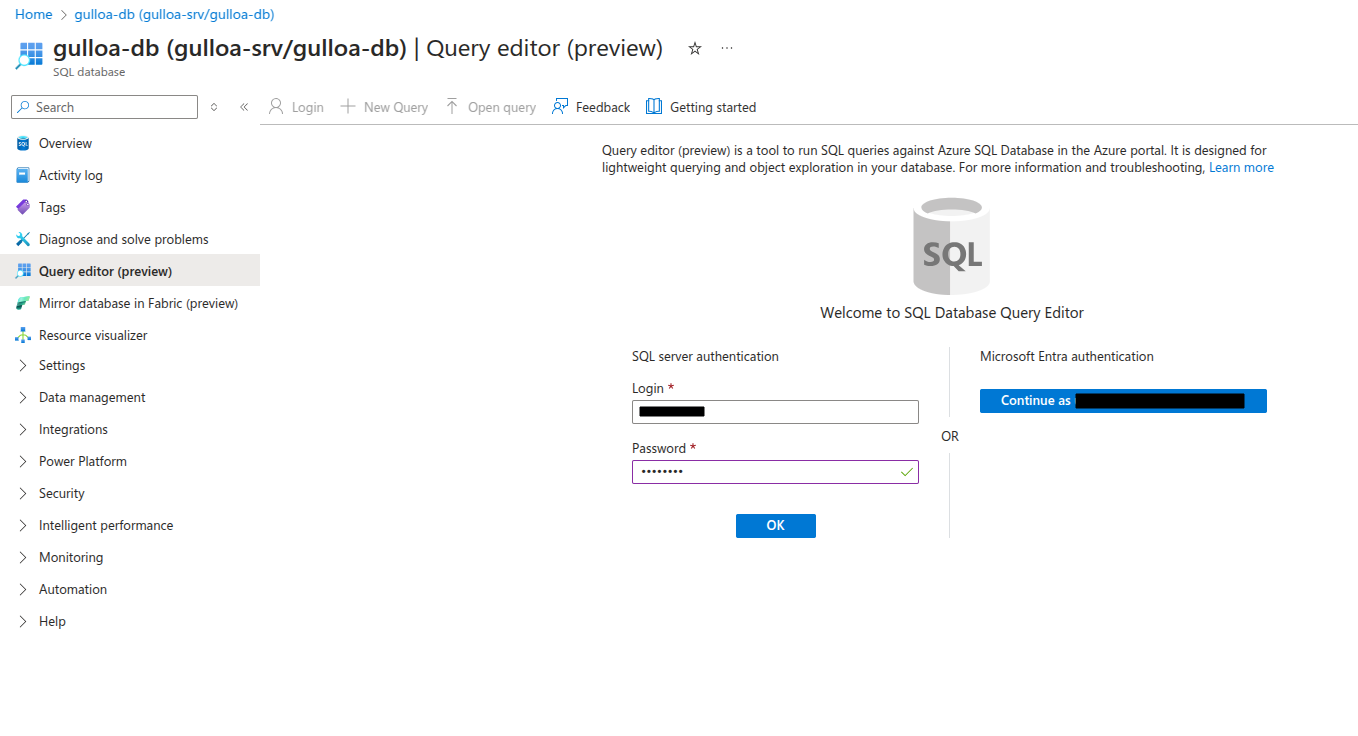 Home > gulloa-db (gulloa-srv/gulloa-db)
gulloa-db (gulloa-srv/gulloa-db) | Query editor (preview) ☆ ...
SQL database
Search
Login New Query Open query Feedback Getting started
Overview
Activity log
Tags
Diagnose and solve problems
Query editor (preview)
Mirror database in Fabric (preview)
Resource visualizer
Settings
Data management
Integrations
Power Platform
Security
Intelligent performance
Monitoring
Automation
Help
Query editor (preview) is a tool to run SQL queries against Azure SQL Database in the Azure portal. It is designed for
lightweight querying and object exploration in your database. For more information and troubleshooting, Learn more
SQL
Welcome to SQL Database Query Editor
SQL server authentication
Login *
Password *
••••••••
OK
OR
Microsoft Entra authentication
Continue as